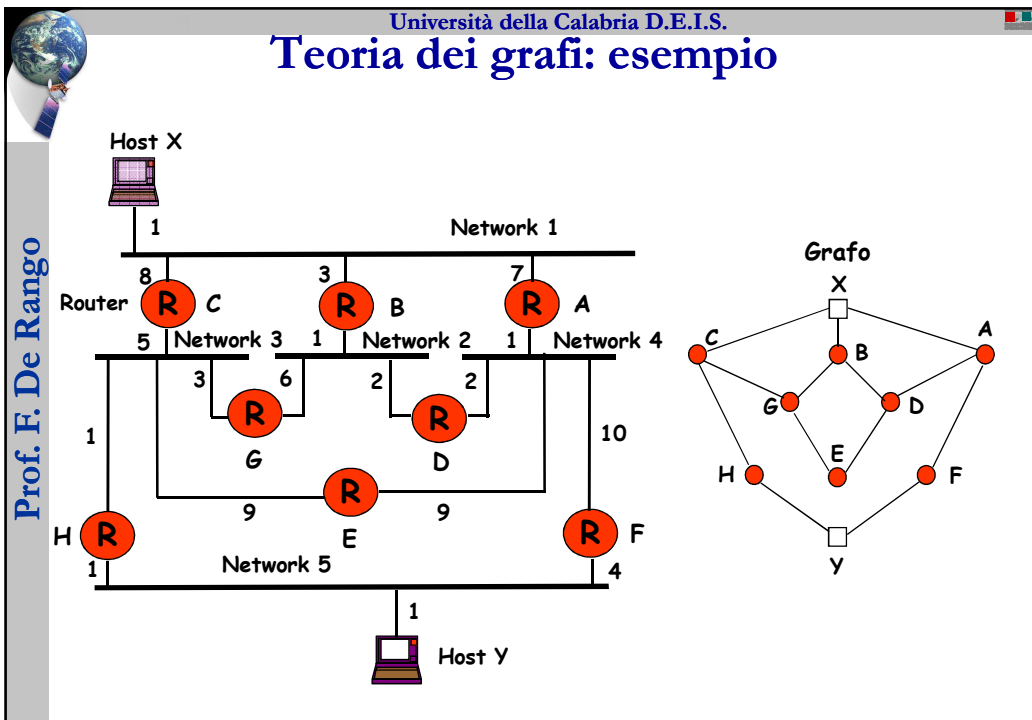 Università della Calabria D.E.I.S.
Teoria dei grafi: esempio
Prof. F. De Rango
Host X
1
Network 1
8
3
7
Router
R
C
R
B
R
A
5
Network 3
1
Network 2
1
Network 4
3
6
2
2
R
G
R
D
1
10
R
E
9
9
H
R
R
F
1
Network 5
4
1
Host Y
Grafo
X
C
A
B
G
D
E
H
F
Y